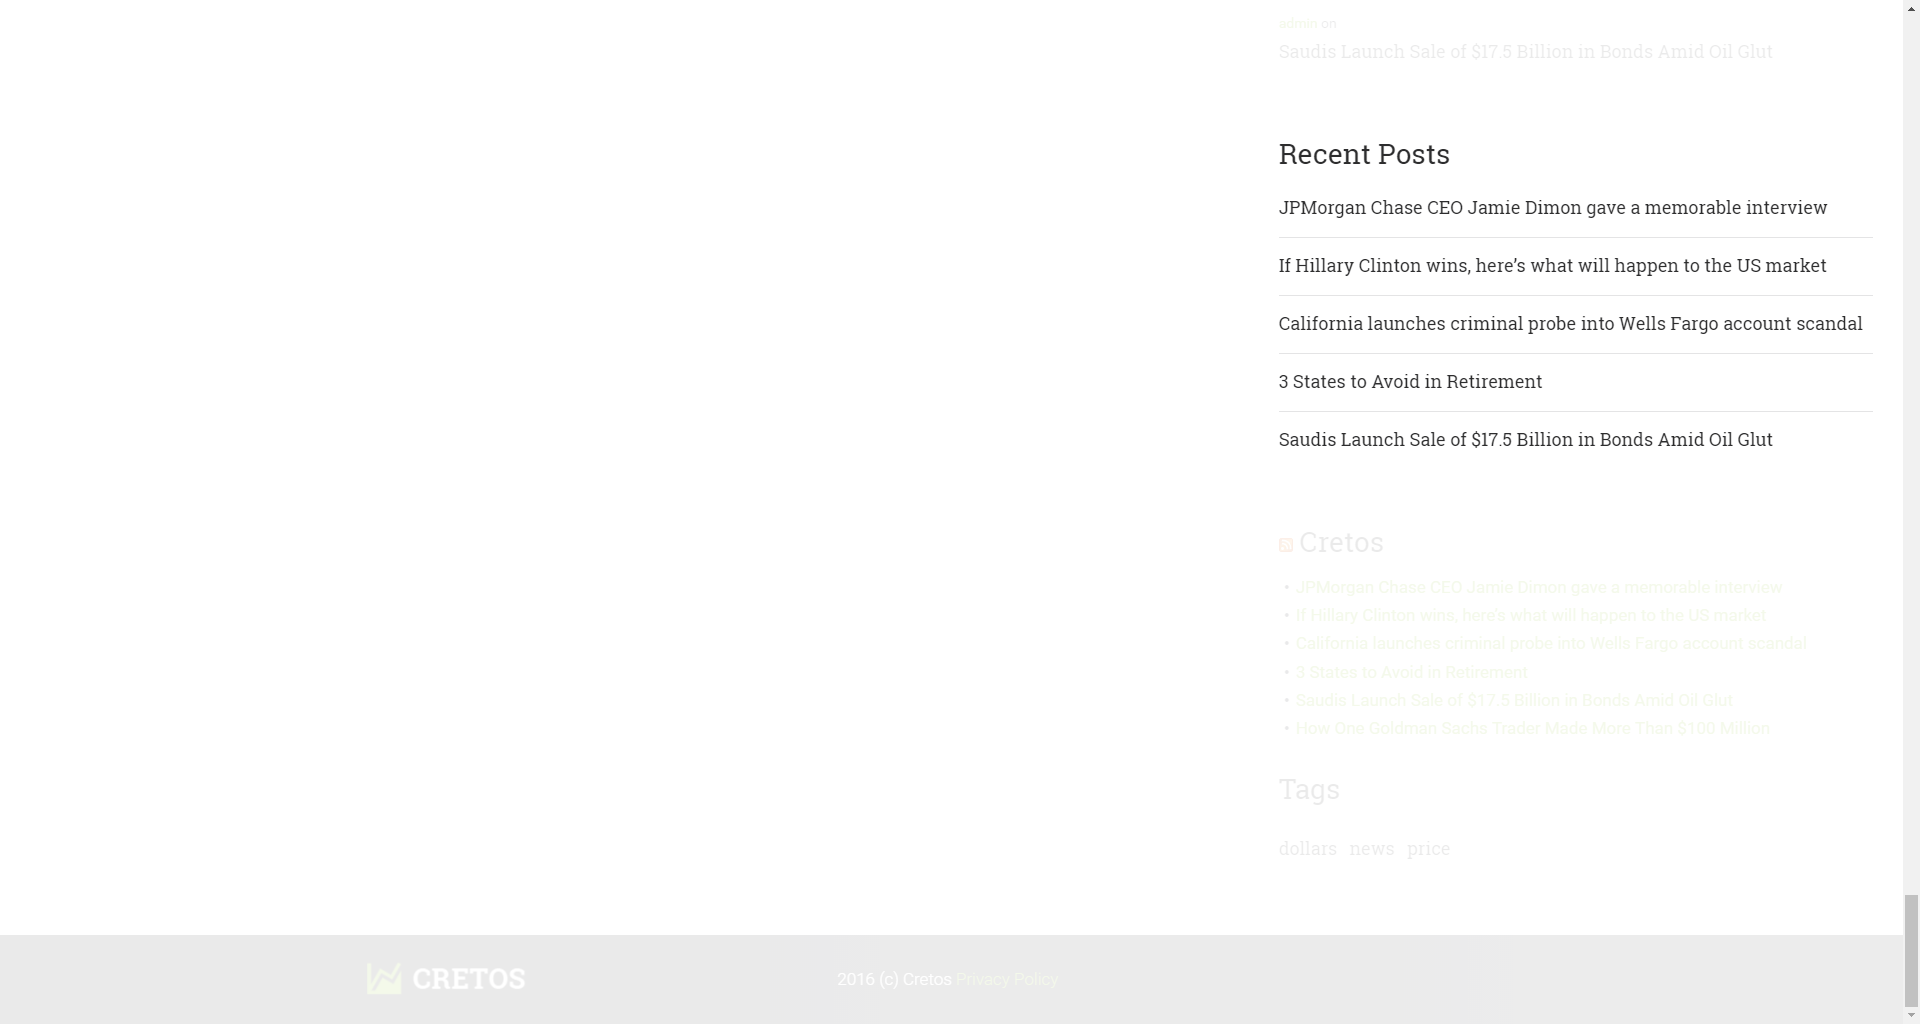 admin on
Saudis Launch Sale of $17.5 Billion in Bonds Amid Oil Glut
Recent Posts
JPMorgan Chase CEO Jamie Dimon gave a memorable interview
If Hillary Clinton wins, here’s what will happen to the US market
California launches criminal probe into Wells Fargo account scandal
3 States to Avoid in Retirement
Saudis Launch Sale of $17.5 Billion in Bonds Amid Oil Glut
Cretos
• JPMorgan Chase CEO Jamie Dimon gave a memorable interview
• If Hillary Clinton wins, here’s what will happen to the US market
• California launches criminal probe into Wells Fargo account scandal
• 3 States to Avoid in Retirement
• Saudis Launch Sale of $17.5 Billion in Bonds Amid Oil Glut
• How One Goldman Sachs Trader Made More Than $100 Million
Tags
dollars news price
CRETOS
2016 (c) Cretos Privacy Policy